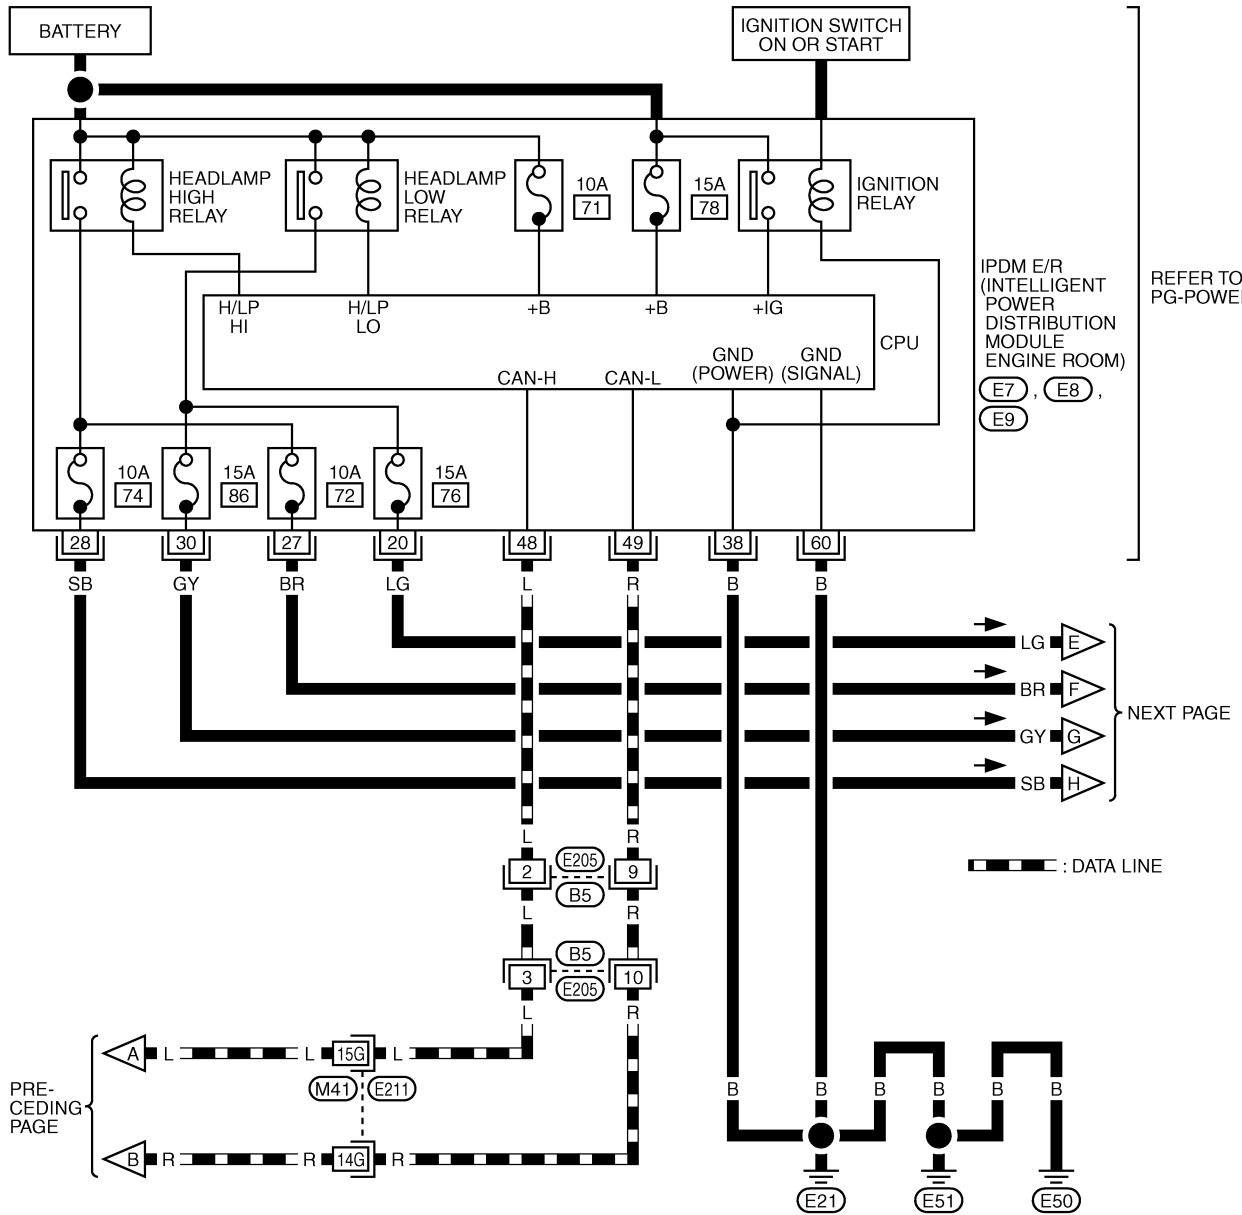 BATTERY
IGNITION SWITCH
ON OR START
HEADLAMP
HIGH
RELAY
HEADLAMP
LOW
RELAY
10A
71
15A
78
IGNITION
RELAY
IPDM E/R
(INTELLIGENT
POWER
DISTRIBUTION
MODULE
ENGINE ROOM)
E7 , E8 ,
E9
REFER TO
PG-POWE
H/LP
HI
H/LP
LO
+B
+B
+IG
CPU
CAN-H
CAN-L
GND
(POWER)
GND
(SIGNAL)
10A
74
15A
86
10A
72
15A
76
28 30 27 20 48 49 38 60
SB GY BR LG L R B B
LG E
BR F
GY G
SB H
NEXT PAGE
L R
2 E205 9
B5
L R
: DATA LINE
B5
3 10
E205
L R
PRE-
CEDING
PAGE
A L L 15G L
M41 E211
B R R 14G R
B B B B B B
E21 E51 E50